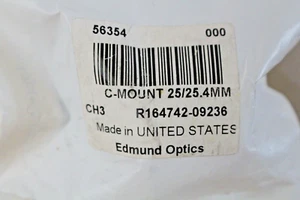 56354 000
C-MOUNT 25/25.4MM
CH3 R164742-09236
Made in UNITED STATES
Edmund Optics